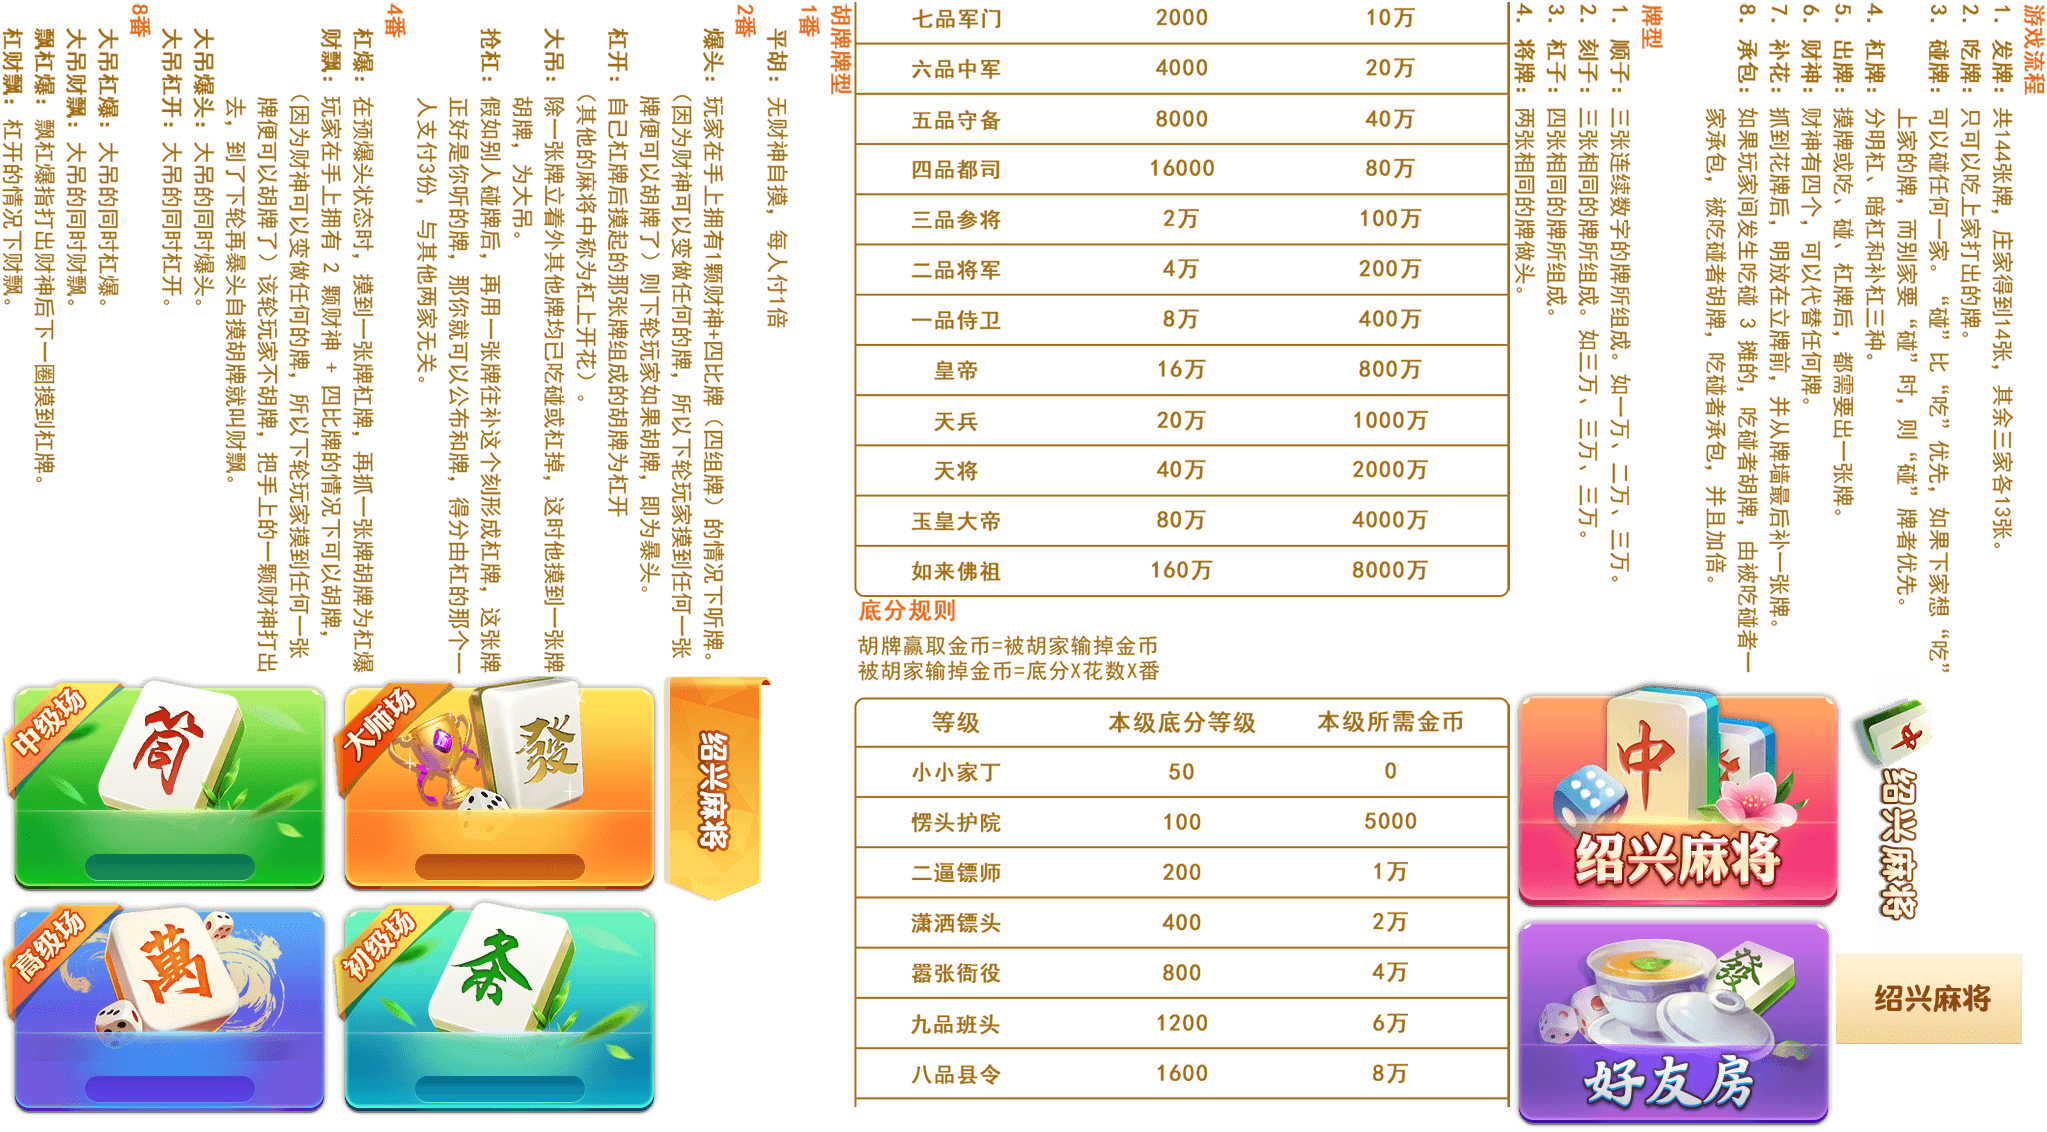 游戏流程
1. 发牌：共144张牌，庄家得到14张，其余三家各13张。
2. 吃牌：只可以吃上家打出的牌。
3. 碰牌：可以碰任何一家。“碰”比“吃”优先，如果下家想“吃”
上家的牌，而别家要“碰”时，则“碰”牌者优先。
4. 杠牌：分明杠、暗杠和补杠三种。
5. 出牌：摸牌或吃、碰、杠牌后，都需要出一张牌。
6. 财神：财神有四个，可以代替任何牌。
7. 补花：抓到花牌后，明放在立牌前，并从牌墙最后补一张牌。
8. 承包：如果玩家间发生吃碰 3 摊的，吃碰者胡牌，由被吃碰者一
家承包，被吃碰者胡牌，吃碰者承包，并且加倍。
牌型
1. 顺子：三张连续数字的牌所组成。如一万、二万、三万。
2. 刻子：三张相同的牌所组成。如三万、三万、三万。
3. 杠子：四张相同的牌所组成。
4. 将牌：两张相同的牌做头。
七品军门 2000 10万
六品中军 4000 20万
五品守备 8000 40万
四品都司 16000 80万
三品参将 2万 100万
二品将军 4万 200万
一品侍卫 8万 400万
皇帝 16万 800万
天兵 20万 1000万
天将 40万 2000万
玉皇大帝 80万 4000万
如来佛祖 160万 8000万
底分规则
胡牌赢取金币=被胡家输掉金币
被胡家输掉金币=底分X花数X番
等级 本级底分等级 本级所需金币
小小家丁 50 0
愣头护院 100 5000
二逼镖师 200 1万
潇洒镖头 400 2万
嚣张衙役 800 4万
九品班头 1200 6万
八品县令 1600 8万
胡牌牌型
1番
平胡：无财神自摸，每人付1倍
2番
爆头：玩家在手上拥有1颗财神+四比牌（四组牌）的情况下听牌。
（因为财神可以变做任何的牌，所以下轮玩家摸到任何一张
牌便可以胡牌了）则下轮玩家如果胡牌，即为暴头。
杠开：自己杠牌后摸起的那张牌组成的胡牌为杠开
（其他的麻将中称为杠上开花）。
大吊：除一张牌立着外其他牌均已吃碰或杠掉，这时他摸到一张牌
胡牌，为大吊。
抢杠：假如别人碰牌后，再用一张牌往补这个刻形成杠牌，这张牌
正好是你听的牌，那你就可以公布和牌，得分由杠的那个一
人支付3份，与其他两家无关。
4番
杠爆：在预爆头状态时，摸到一张牌杠牌，再抓一张牌胡牌为杠爆
财飘：玩家在手上拥有 2 颗财神 + 四比牌的情况下可以胡牌，
（因为财神可以变做任何的牌，所以下轮玩家摸到任何一张
牌便可以胡牌了）该轮玩家不胡牌，把手上的一颗财神打出
去，到了下轮再暴头自摸胡牌就叫财飘。
大吊爆头：大吊的同时爆头。
大吊杠开：大吊的同时杠开。
8番
大吊杠爆：大吊的同时杠爆。
大吊财飘：大吊的同时财飘。
飘杠爆：飘杠爆指打出财神后下一圈摸到杠牌。
杠财飘：杠开的情况下财飘。
中级场
筒
大师场
發
绍兴麻将
高级场
萬
初级场
条
中
绍兴麻将
發
好友房
中
绍兴麻将
绍兴麻将